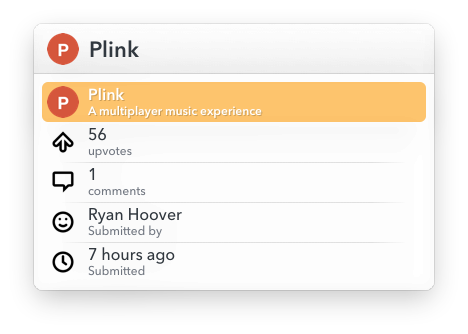 P Plink
P Plink
A multiplayer music experience
56
upvotes
1
comments
Ryan Hoover
Submitted by
7 hours ago
Submitted